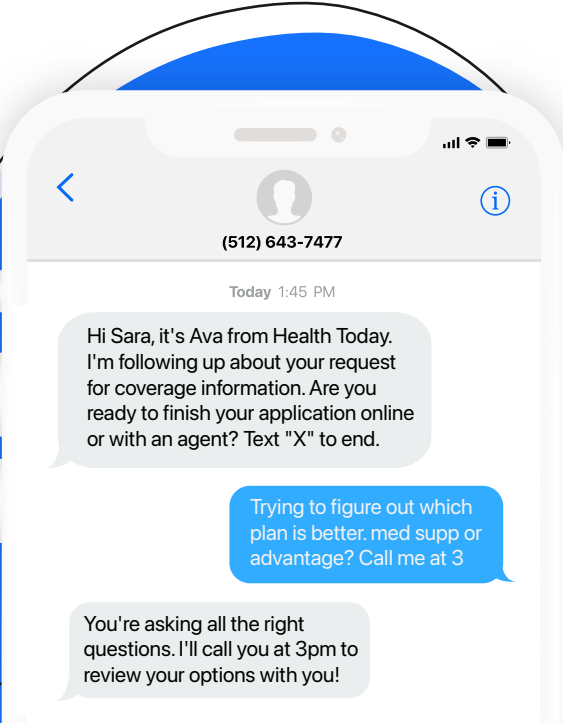 (512) 643-7477
Today 1:45 PM
Hi Sara, it's Ava from Health Today.
I'm following up about your request
for coverage information. Are you
ready to finish your application online
or with an agent? Text "X" to end.
Trying to figure out which
plan is better. med supp or
advantage? Call me at 3
You're asking all the right
questions. I'll call you at 3pm to
review your options with you!